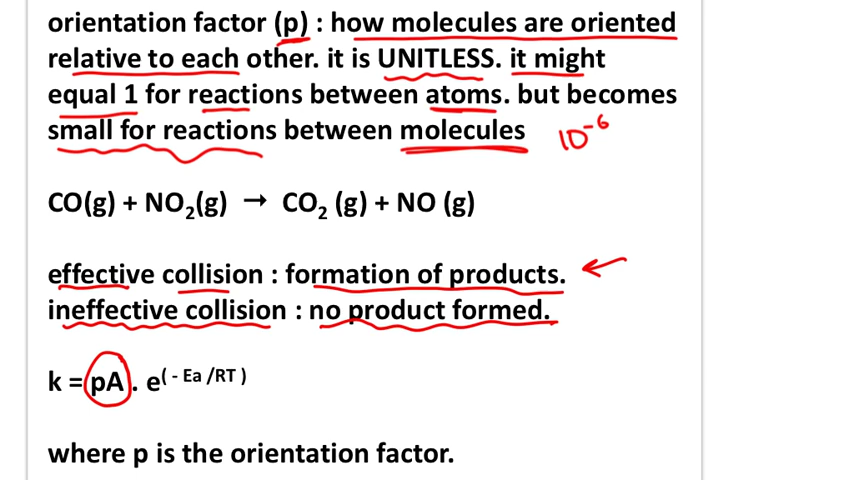 orientation factor (p) : how molecules are oriented
relative to each other. it is UNITLESS. it might
equal 1 for reactions between atoms. but becomes
small for reactions between molecules 10⁻⁶
CO(g) + NO₂(g) → CO₂ (g) + NO (g)
effective collision : formation of products.
ineffective collision : no product formed.
k = pA . e⁽ ⁻ ᴱᵃ ᐟᴿᵀ ⁾
where p is the orientation factor.